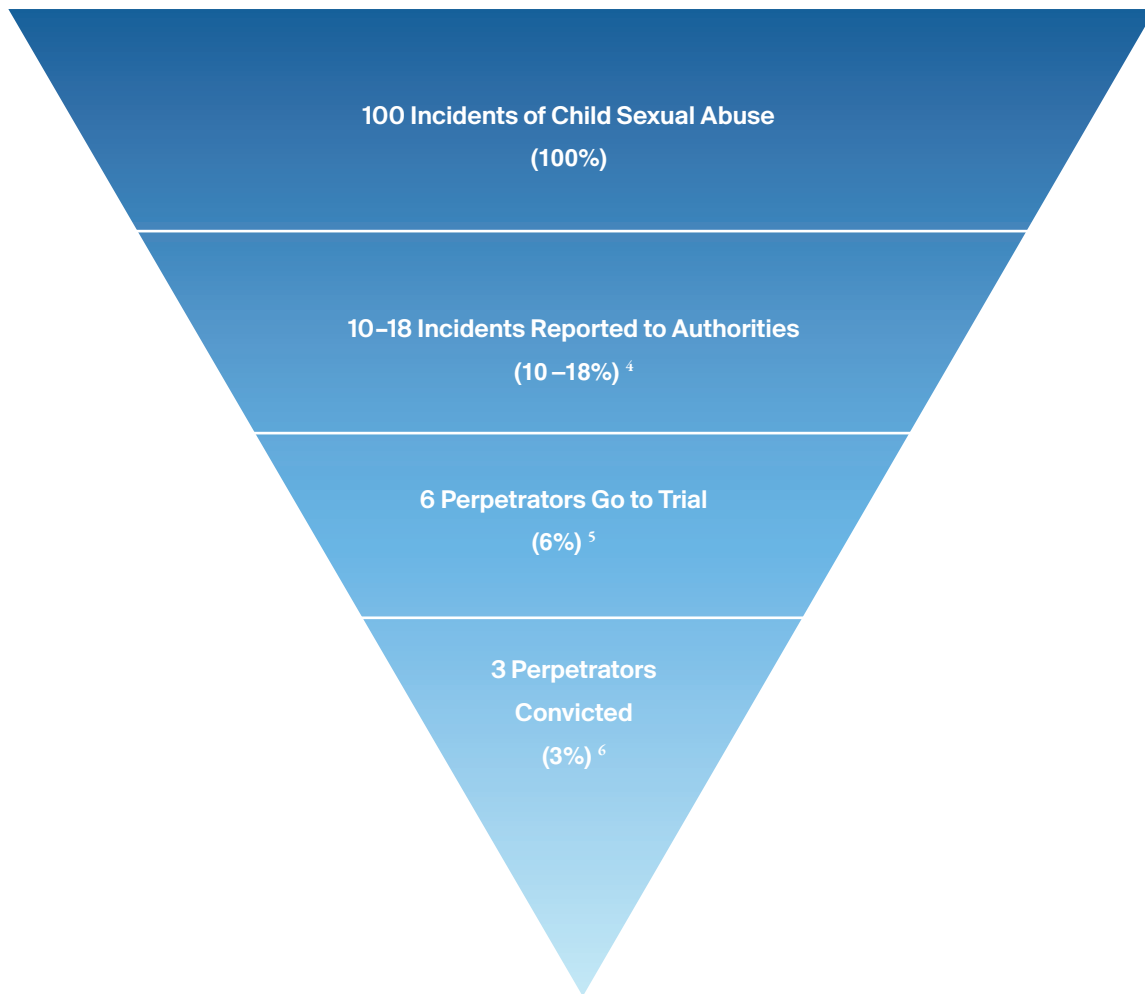 100 Incidents of Child Sexual Abuse
(100%)
10–18 Incidents Reported to Authorities
(10 –18%) 4
6 Perpetrators Go to Trial
(6%) 5
3 Perpetrators
Convicted
(3%) 6